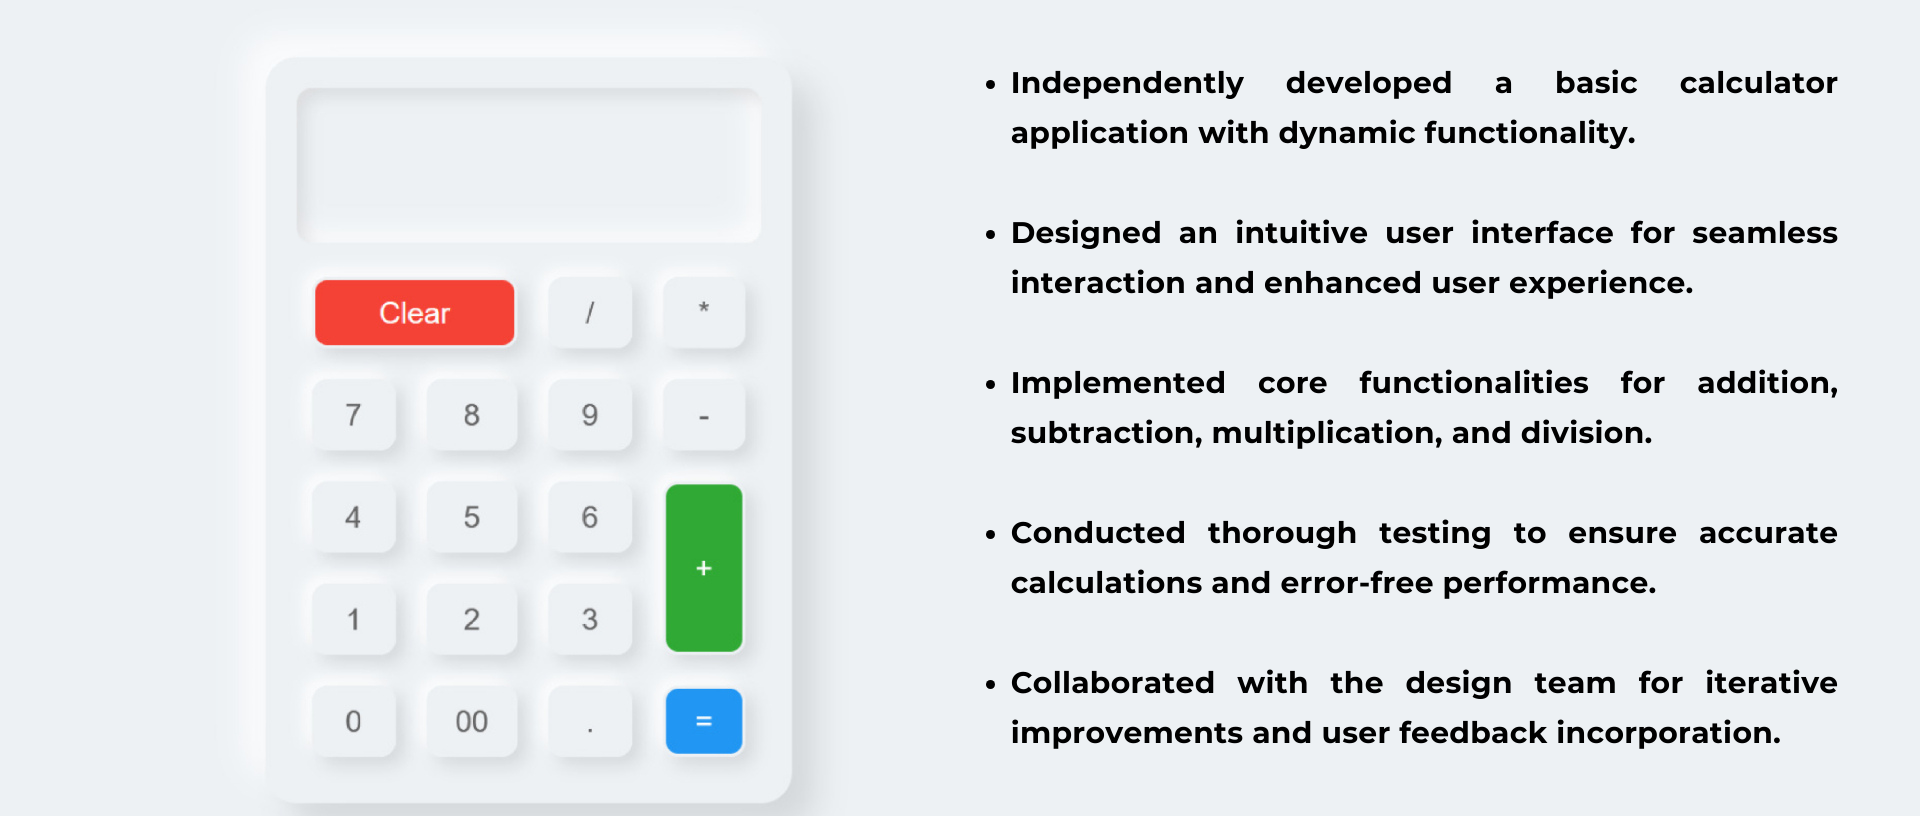 Clear
/
*
7
8
9
-
4
5
6
+
1
2
3
0
00
.
=
• Independently developed a basic calculator
application with dynamic functionality.
• Designed an intuitive user interface for seamless
interaction and enhanced user experience.
• Implemented core functionalities for addition,
subtraction, multiplication, and division.
• Conducted thorough testing to ensure accurate
calculations and error-free performance.
• Collaborated with the design team for iterative
improvements and user feedback incorporation.